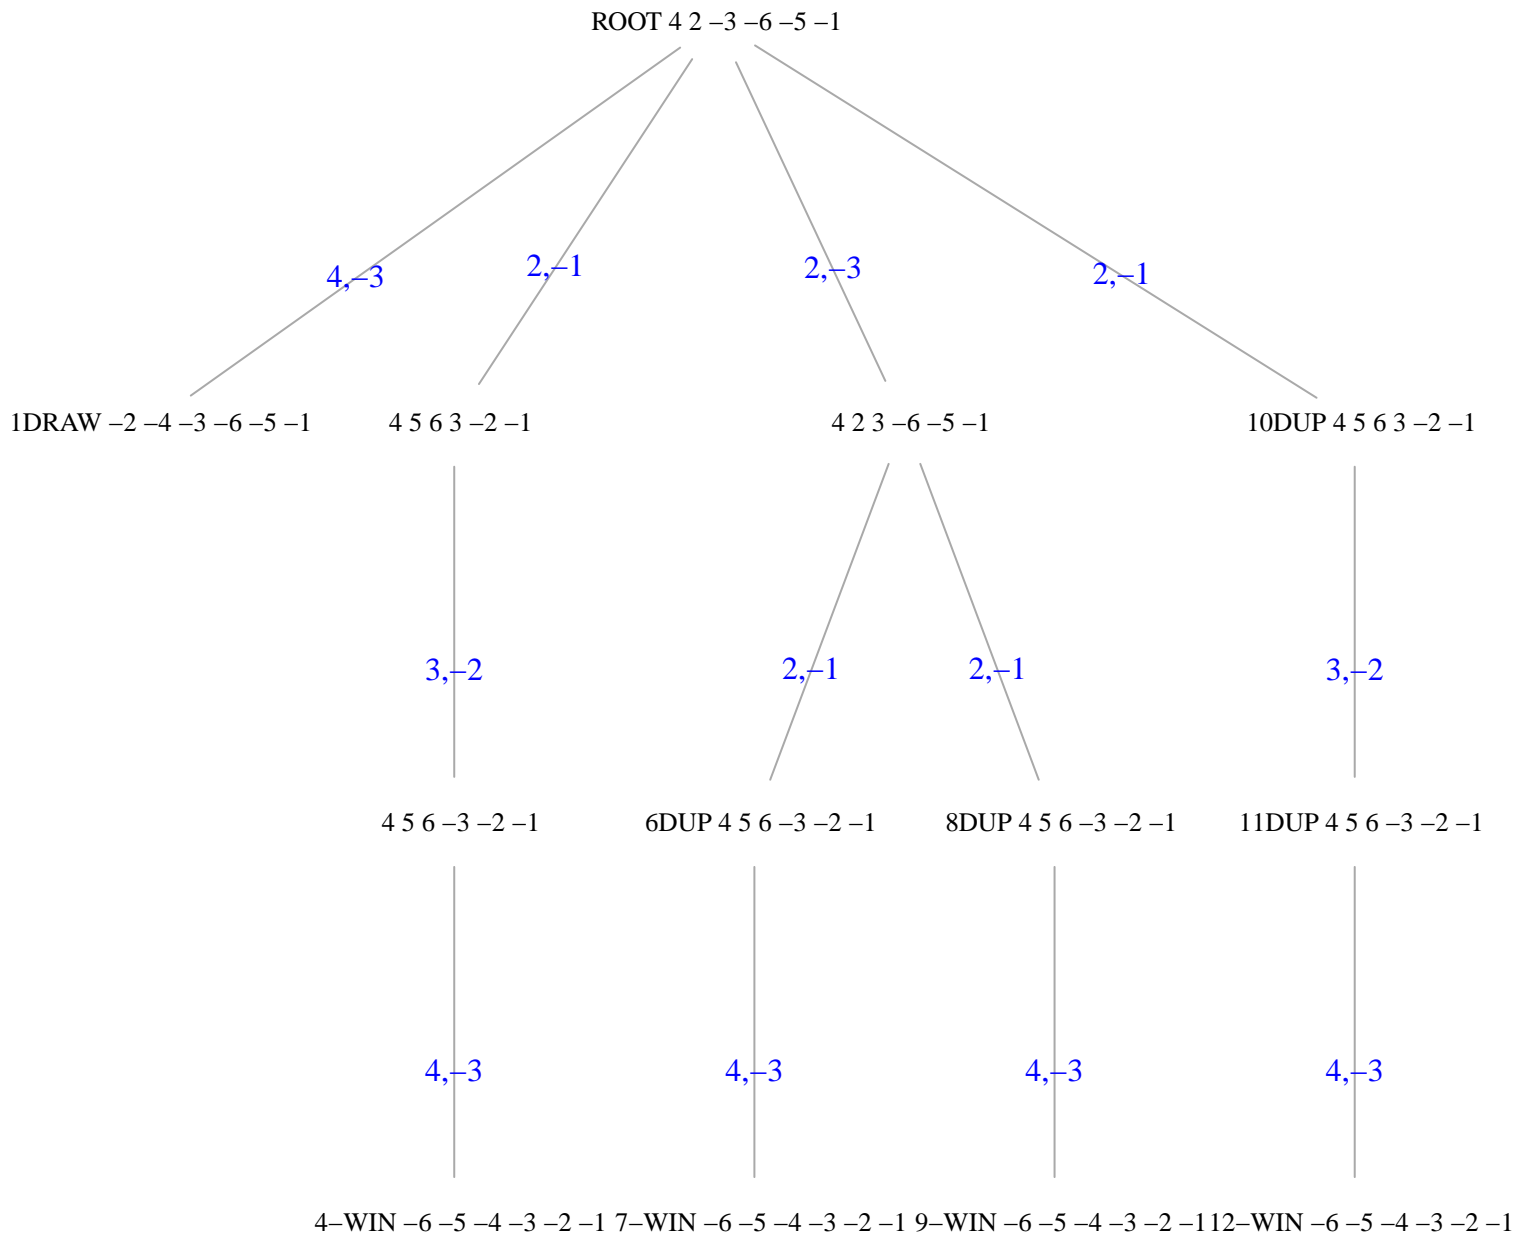 ROOT 4 2 –3 –6 –5 –1
4,–3
2,–1
2,–3
2,–1
1DRAW –2 –4 –3 –6 –5 –1
4 5 6 3 –2 –1
4 2 3 –6 –5 –1
10DUP 4 5 6 3 –2 –1
3,–2
2,–1
2,–1
3,–2
4 5 6 –3 –2 –1
6DUP 4 5 6 –3 –2 –1
8DUP 4 5 6 –3 –2 –1
11DUP 4 5 6 –3 –2 –1
4,–3
4,–3
4,–3
4,–3
4–WIN –6 –5 –4 –3 –2 –1
7–WIN –6 –5 –4 –3 –2 –1
9–WIN –6 –5 –4 –3 –2 –1
12–WIN –6 –5 –4 –3 –2 –1